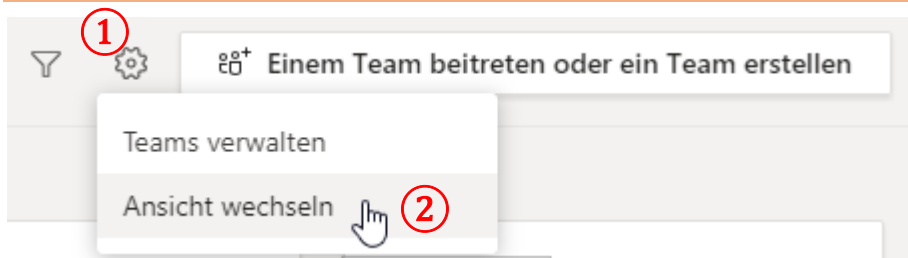 ①
Einem Team beitreten oder ein Team erstellen
Teams verwalten
Ansicht wechseln ②